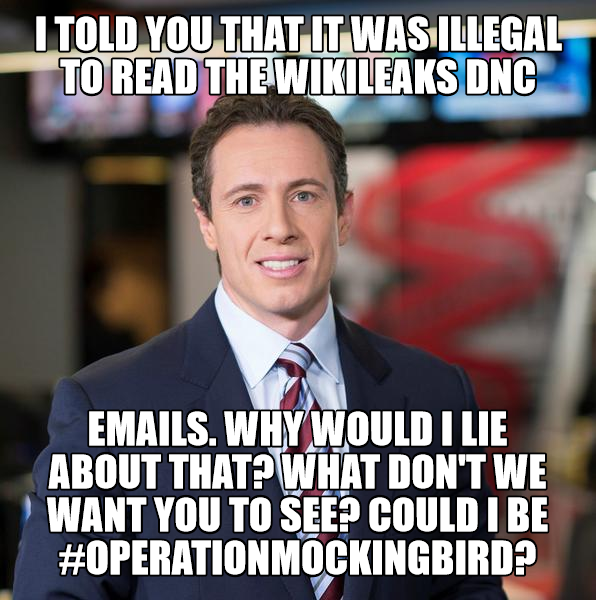 I TOLD YOU THAT IT WAS ILLEGAL
TO READ THE WIKILEAKS DNC
EMAILS. WHY WOULD I LIE
ABOUT THAT? WHAT DON'T WE
WANT YOU TO SEE? COULD I BE
#OPERATIONMOCKINGBIRD?